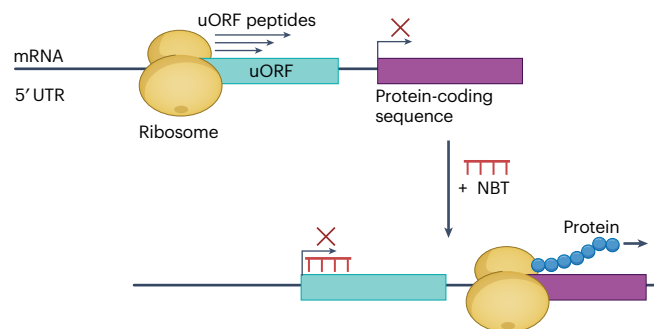 uORF peptides
mRNA
uORF
5′ UTR
Protein-coding
sequence
Ribosome
+ NBT
Protein